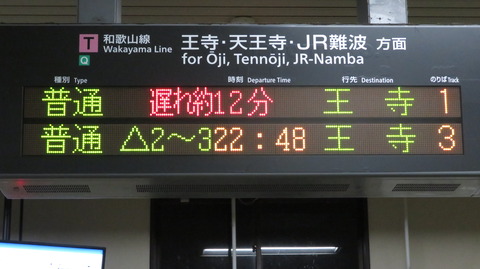 T 和歌山線 王寺・天王寺・JR難波 方面
Q Wakayama Line for Ōji, Tennōji, JR-Namba
種別 Type 時刻 Departure Time 行先 Destination のりば Track
普通 遅れ約12分 王寺 1
普通 △2〜3 22:48 王寺 3